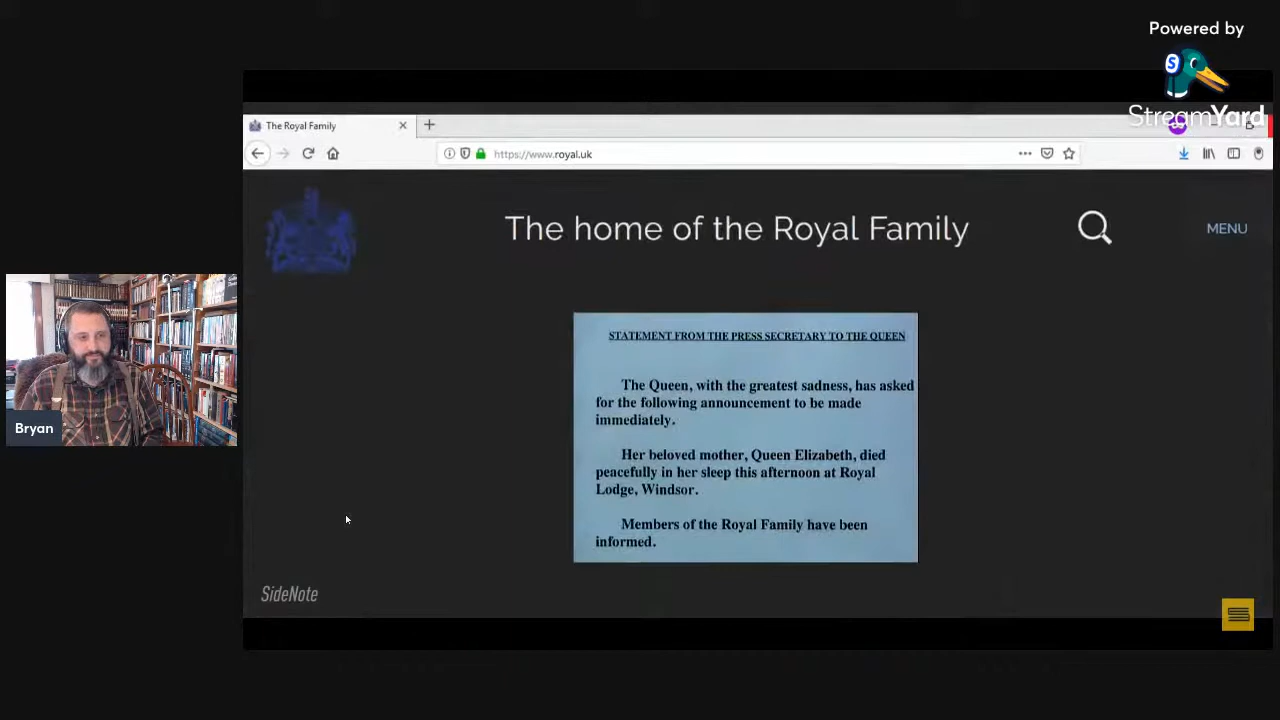 Powered by
StreamYard
The Royal Family
https://www.royal.uk
The home of the Royal Family
MENU
STATEMENT FROM THE PRESS SECRETARY TO THE QUEEN
The Queen, with the greatest sadness, has asked
for the following announcement to be made
immediately.
Her beloved mother, Queen Elizabeth, died
peacefully in her sleep this afternoon at Royal
Lodge, Windsor.
Members of the Royal Family have been
informed.
Bryan
SideNote